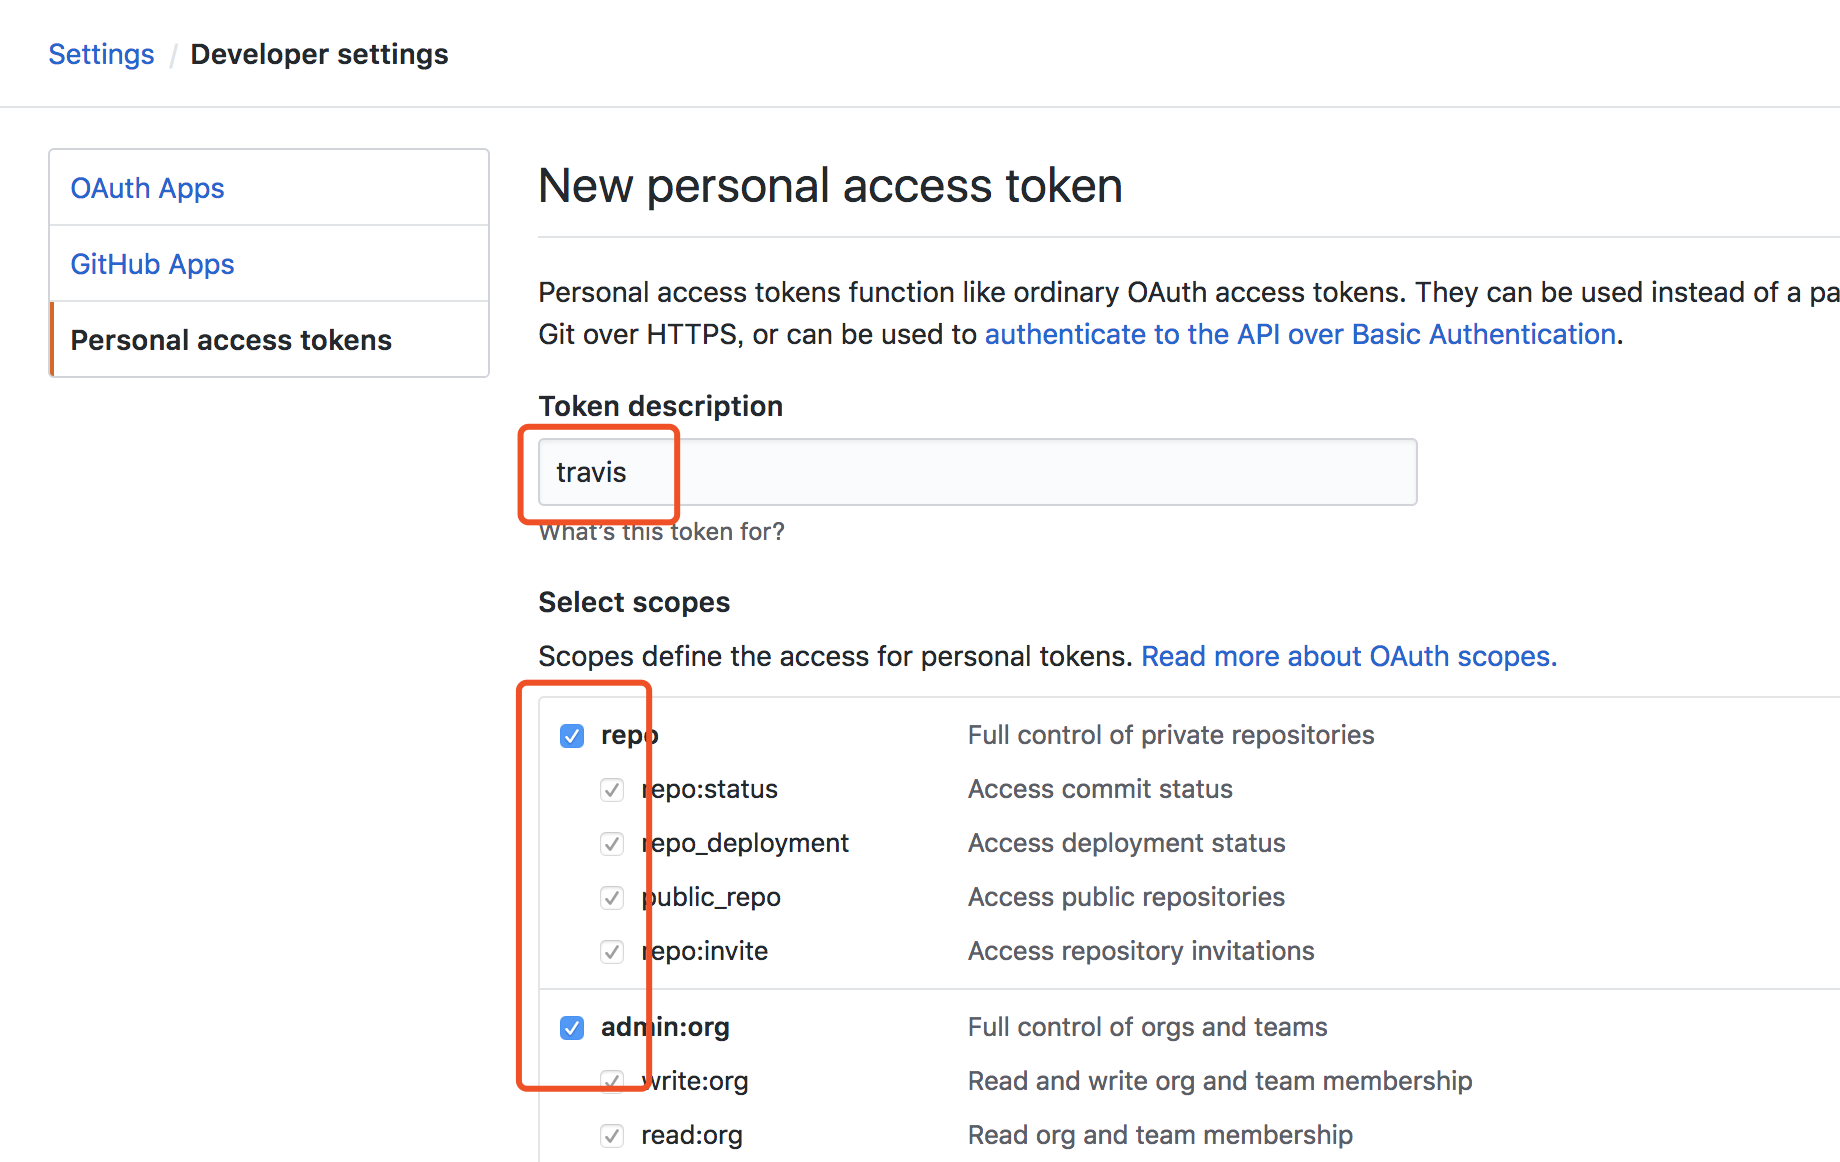 Settings / Developer settings
OAuth Apps
GitHub Apps
Personal access tokens
New personal access token
Personal access tokens function like ordinary OAuth access tokens. They can be used instead of a pa
Git over HTTPS, or can be used to authenticate to the API over Basic Authentication.
Token description
travis
What's this token for?
Select scopes
Scopes define the access for personal tokens. Read more about OAuth scopes.
repo Full control of private repositories
repo:status Access commit status
repo_deployment Access deployment status
public_repo Access public repositories
repo:invite Access repository invitations
admin:org Full control of orgs and teams
write:org Read and write org and team membership
read:org Read org and team membership